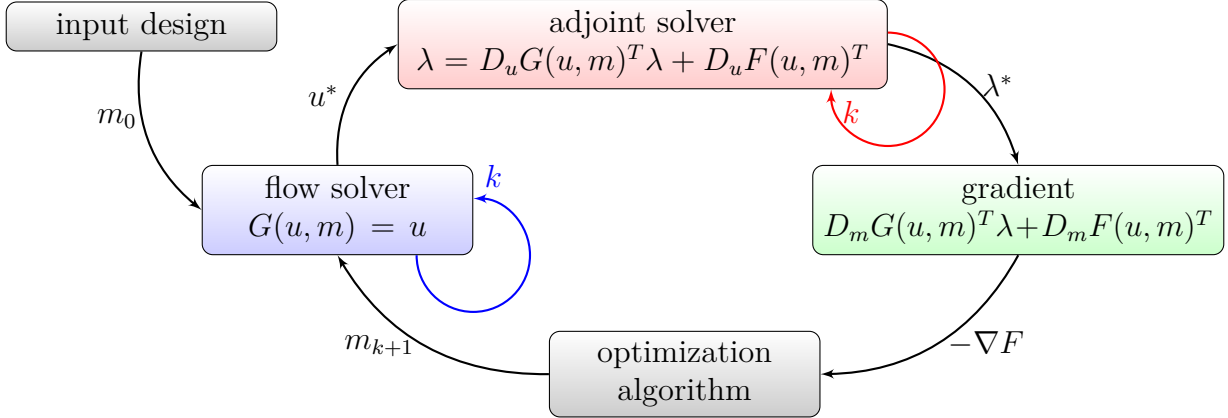 input design
adjoint solver
λ = D_uG(u, m)^Tλ + D_uF(u, m)^T
u*
λ*
m_0
k
k
flow solver
G(u, m) = u
gradient
D_mG(u, m)^Tλ+D_mF(u, m)^T
m_{k+1}
−∇F
optimization
algorithm